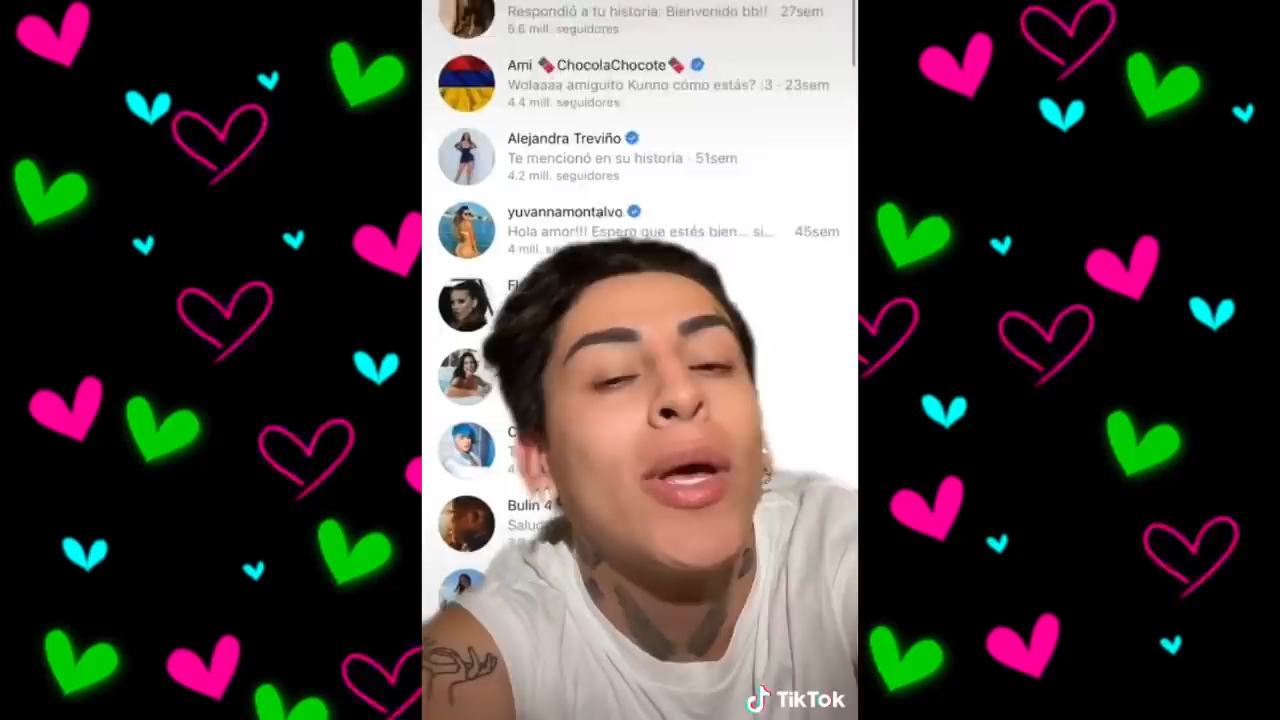 Respondió a tu historia: Bienvenido bb!! · 27sem
5.6 mill. seguidores
Ami 🍫ChocolaChocote🍫
Wolaaaa amiguito Kunno cómo estás? :3 · 23sem
4.4 mill. seguidores
Alejandra Treviño
Te mencionó en su historia · 51sem
4.2 mill. seguidores
yuvannamontalvo
Hola amor!!! Espero que estés bien... si... 45sem
4 mill.
Bulin 4
TikTok